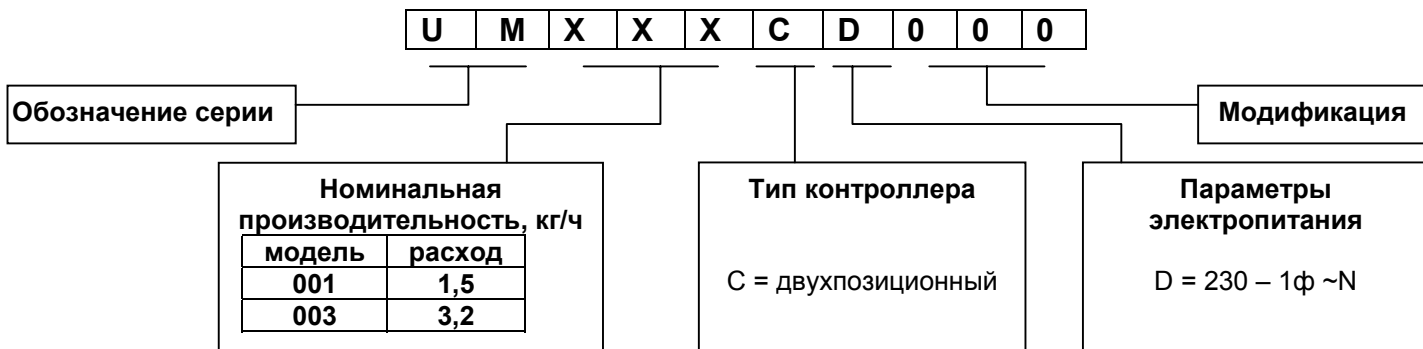 U M X X X C D 0 0 0
Обозначение серии
Модификация
Номинальная
производительность, кг/ч
модель расход
001 1,5
003 3,2
Тип контроллера
C = двухпозиционный
Параметры
электропитания
D = 230 – 1ф ~N